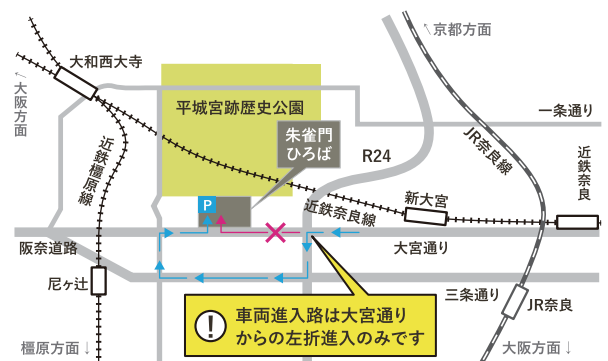 ↑京都方面
大和西大寺
←大阪方面
平城宮跡歴史公園
一条通り
朱雀門
ひろば
R24
JR奈良線
近鉄奈良
近鉄橿原線
P
近鉄奈良線
新大宮
阪奈道路
大宮通り
尼ヶ辻
三条通り
JR奈良
! 車両進入路は大宮通り
からの左折進入のみです
橿原方面↓
大阪方面↓